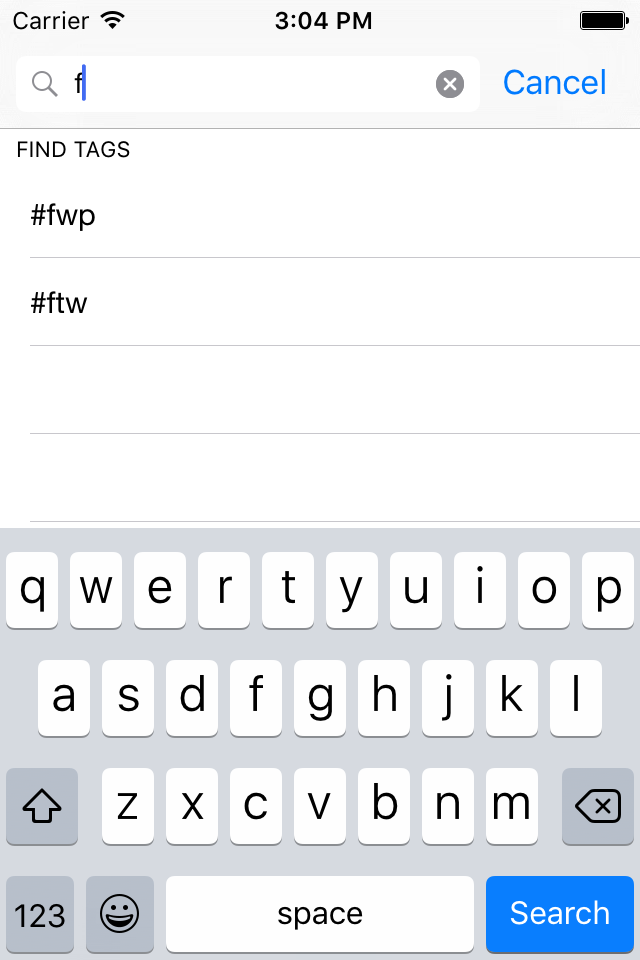 Carrier 3:04 PM
f Cancel
FIND TAGS
#fwp
#ftw
q w e r t y u i o p
a s d f g h j k l
z x c v b n m
123 space Search